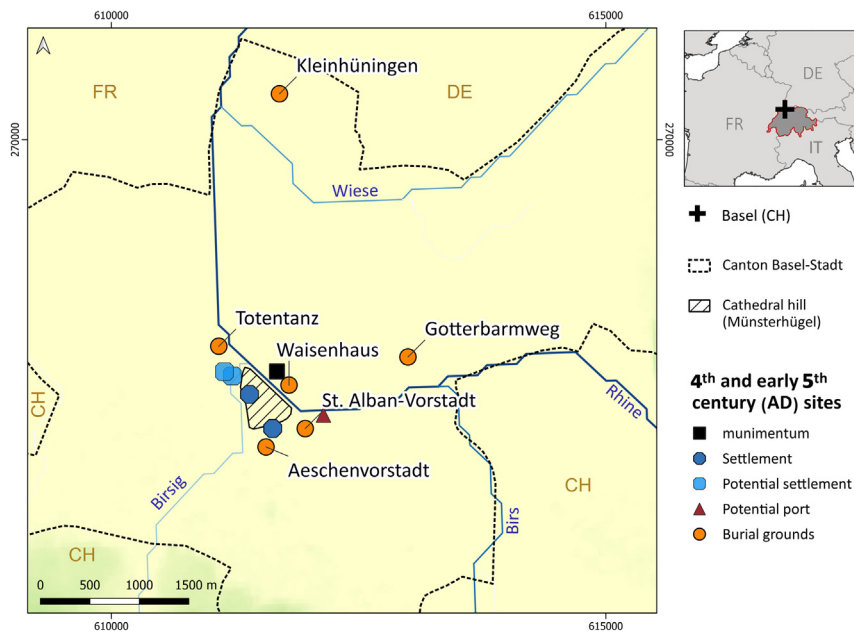 610000
615000
Kleinhüningen
FR
DE
270000
270000
Wiese
Totentanz
Gotterbarmweg
Waisenhaus
St. Alban-Vorstadt
Rhine
CH
Aeschenvorstadt
Birsig
CH
Birs
CH
0 500 1000 1500 m
610000
615000
DE
FR
IT
Basel (CH)
Canton Basel-Stadt
Cathedral hill
(Münsterhügel)
4th and early 5th
century (AD) sites
munimentum
Settlement
Potential settlement
Potential port
Burial grounds